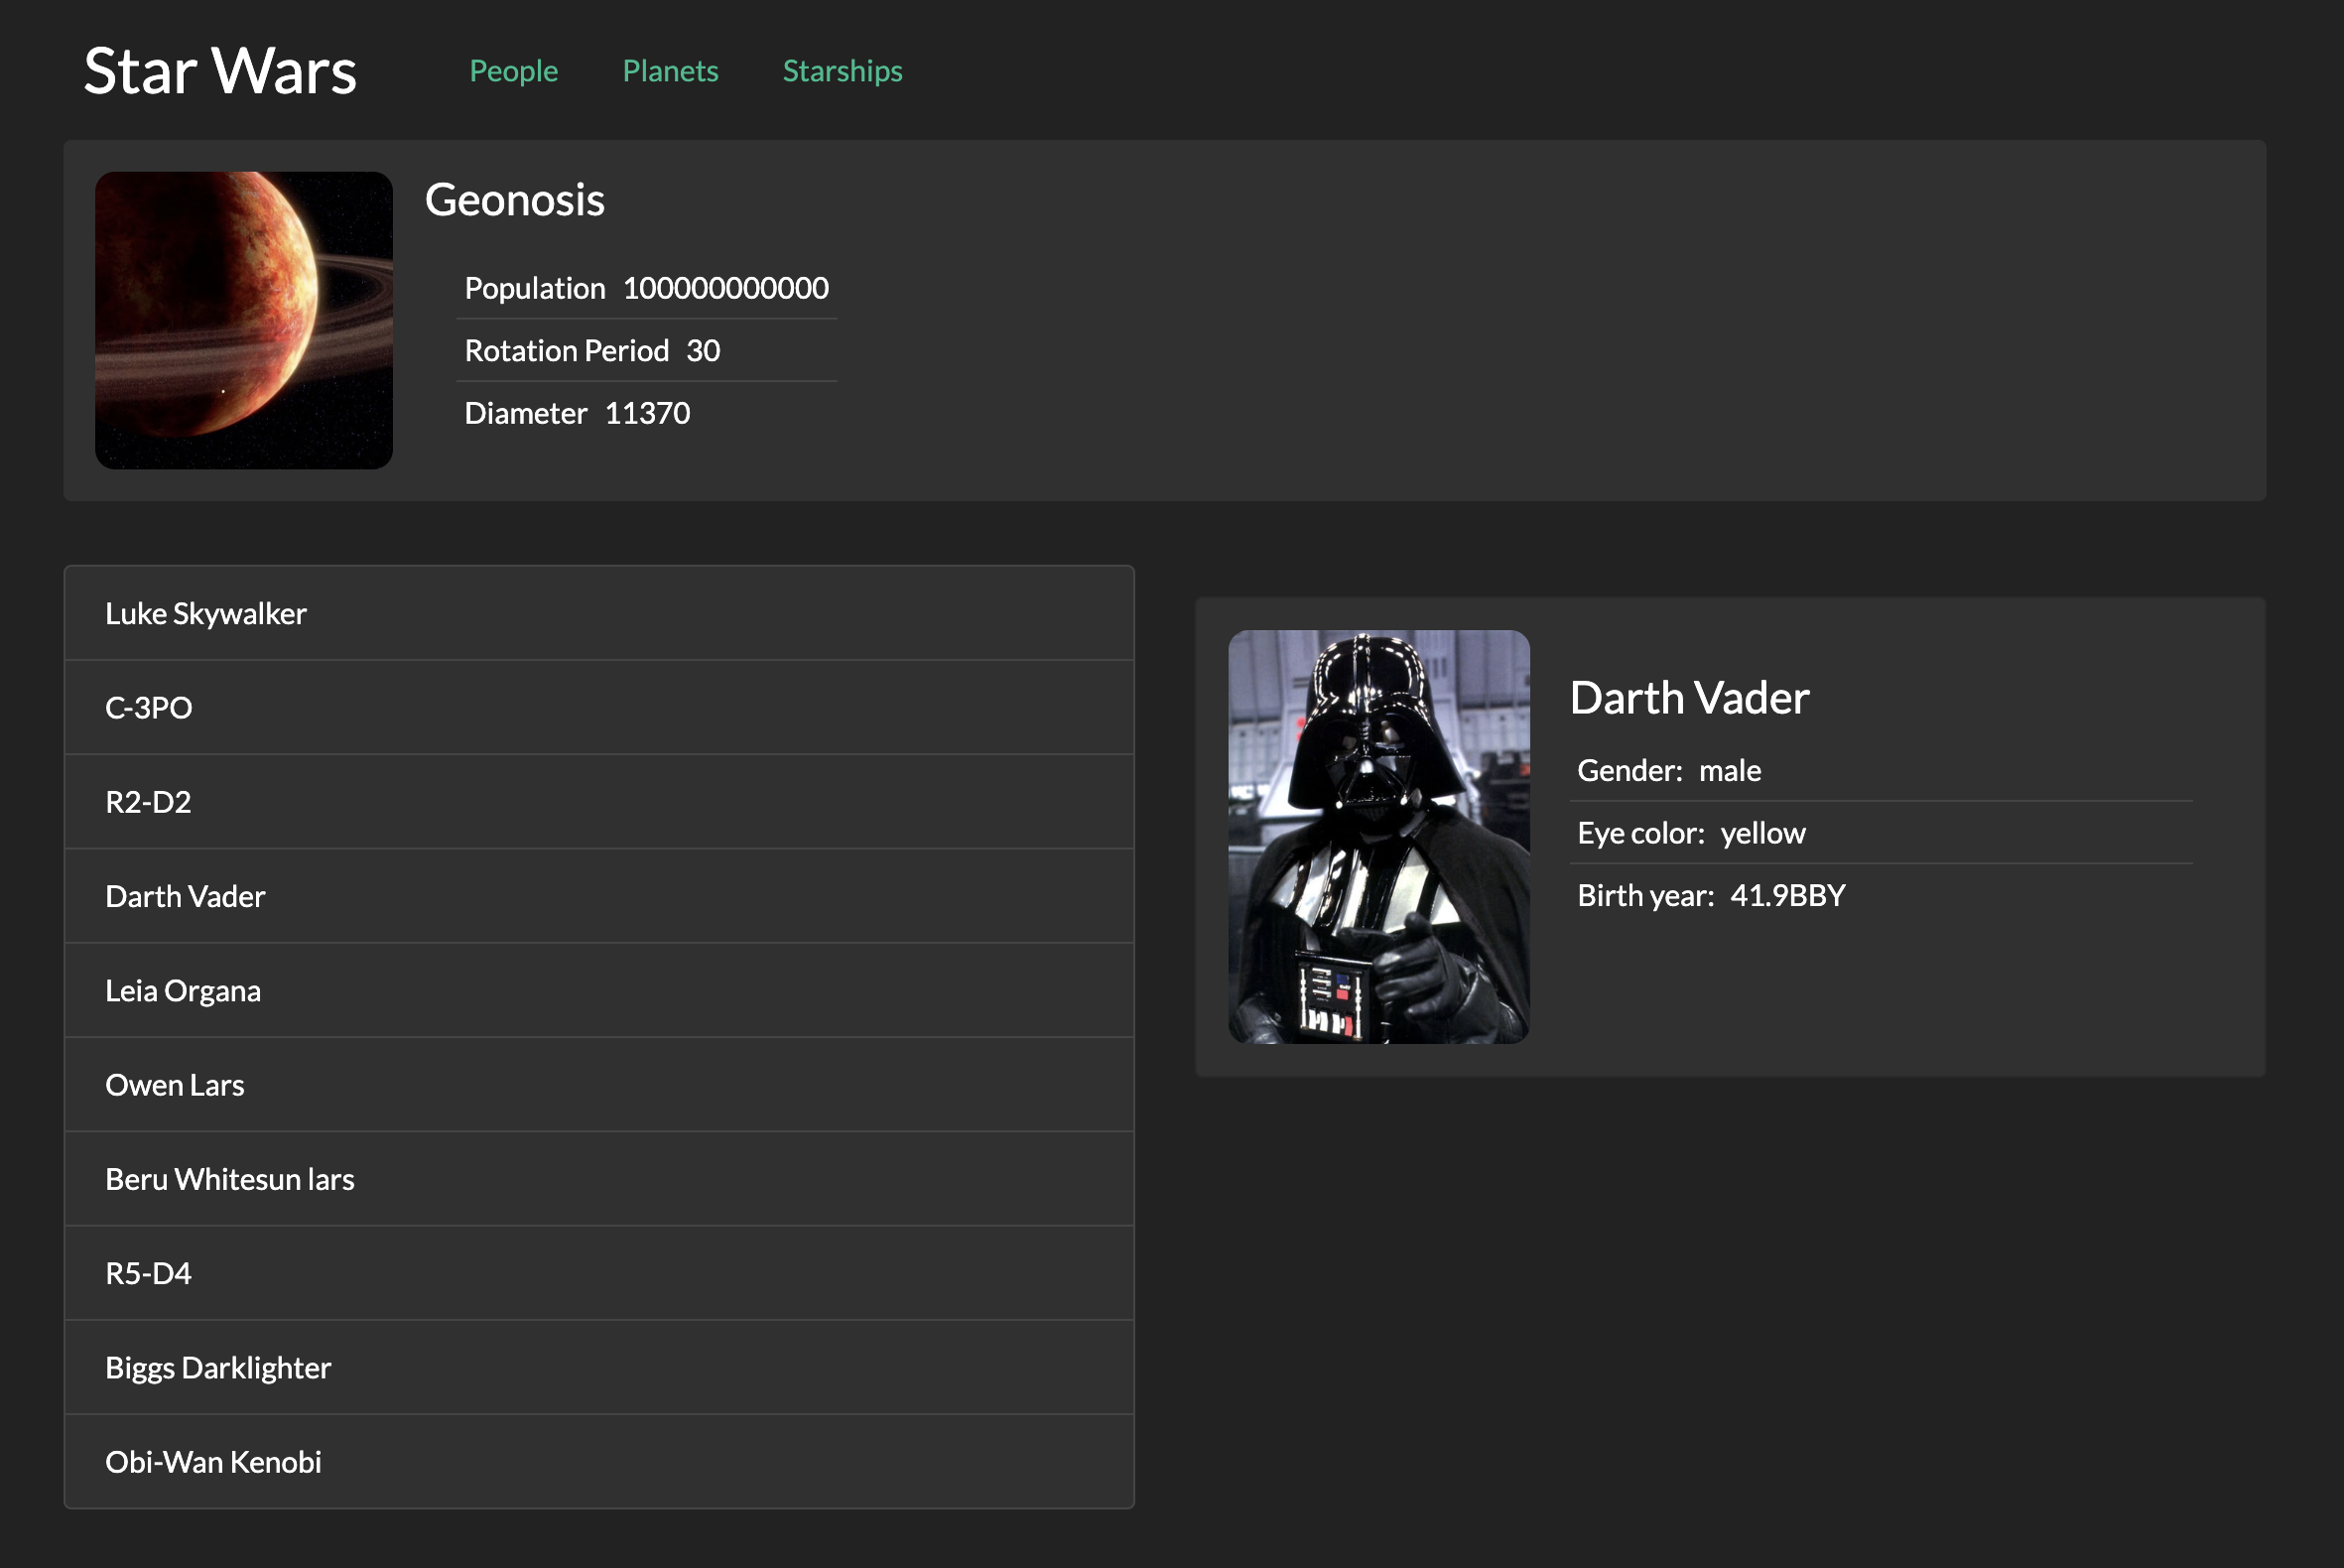 Star Wars People Planets Starships
Geonosis
Population 100000000000
Rotation Period 30
Diameter 11370
Luke Skywalker
C-3PO
R2-D2
Darth Vader
Leia Organa
Owen Lars
Beru Whitesun lars
R5-D4
Biggs Darklighter
Obi-Wan Kenobi
Darth Vader
Gender: male
Eye color: yellow
Birth year: 41.9BBY